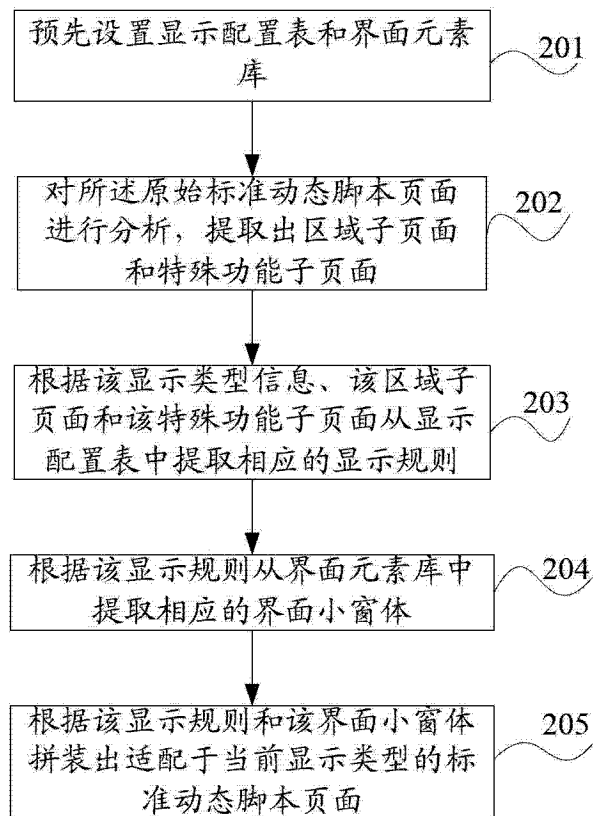 预先设置显示配置表和界面元素
库
201
对所述原始标准动态脚本页面
进行分析，提取出区域子页面
和特殊功能子页面
202
根据该显示类型信息、该区域子
页面和该特殊功能子页面从显示
配置表中提取相应的显示规则
203
根据该显示规则从界面元素库中
提取相应的界面小窗体
204
根据该显示规则和该界面小窗体
拼装出适配于当前显示类型的标
准动态脚本页面
205